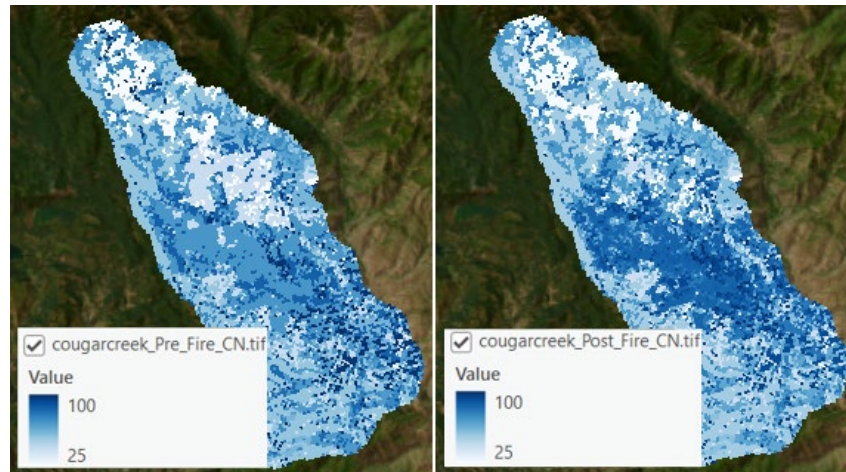 cougarcreek_Pre_Fire_CN.tif
Value
100
25
cougarcreek_Post_Fire_CN.tif
Value
100
25